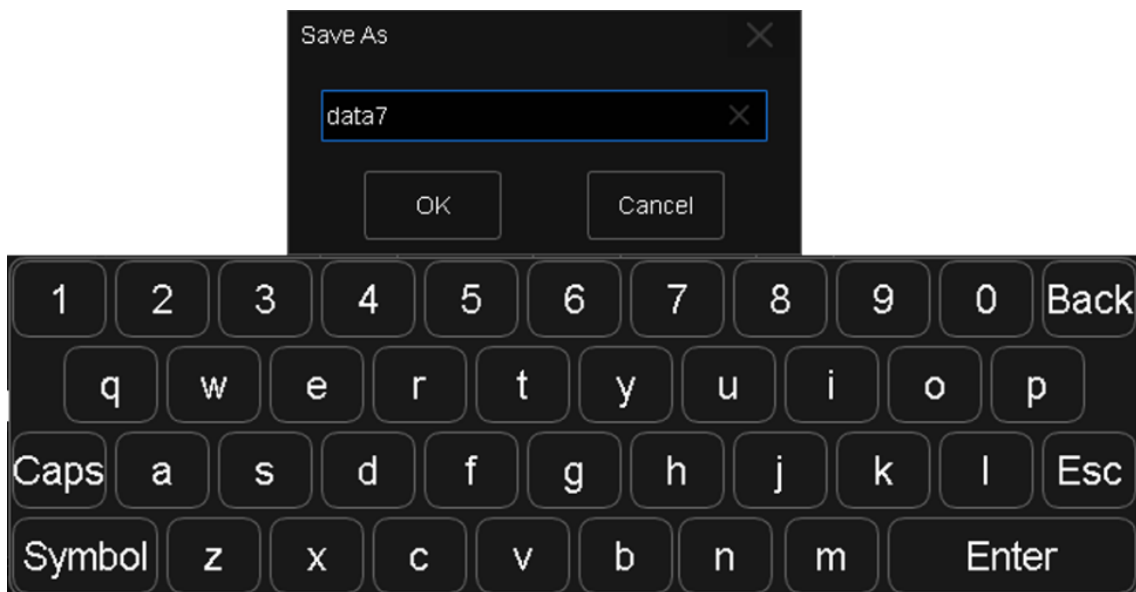 Save As
data7
OK Cancel
1 2 3 4 5 6 7 8 9 0 Back
q w e r t y u i o p
Caps a s d f g h j k l Esc
Symbol z x c v b n m Enter